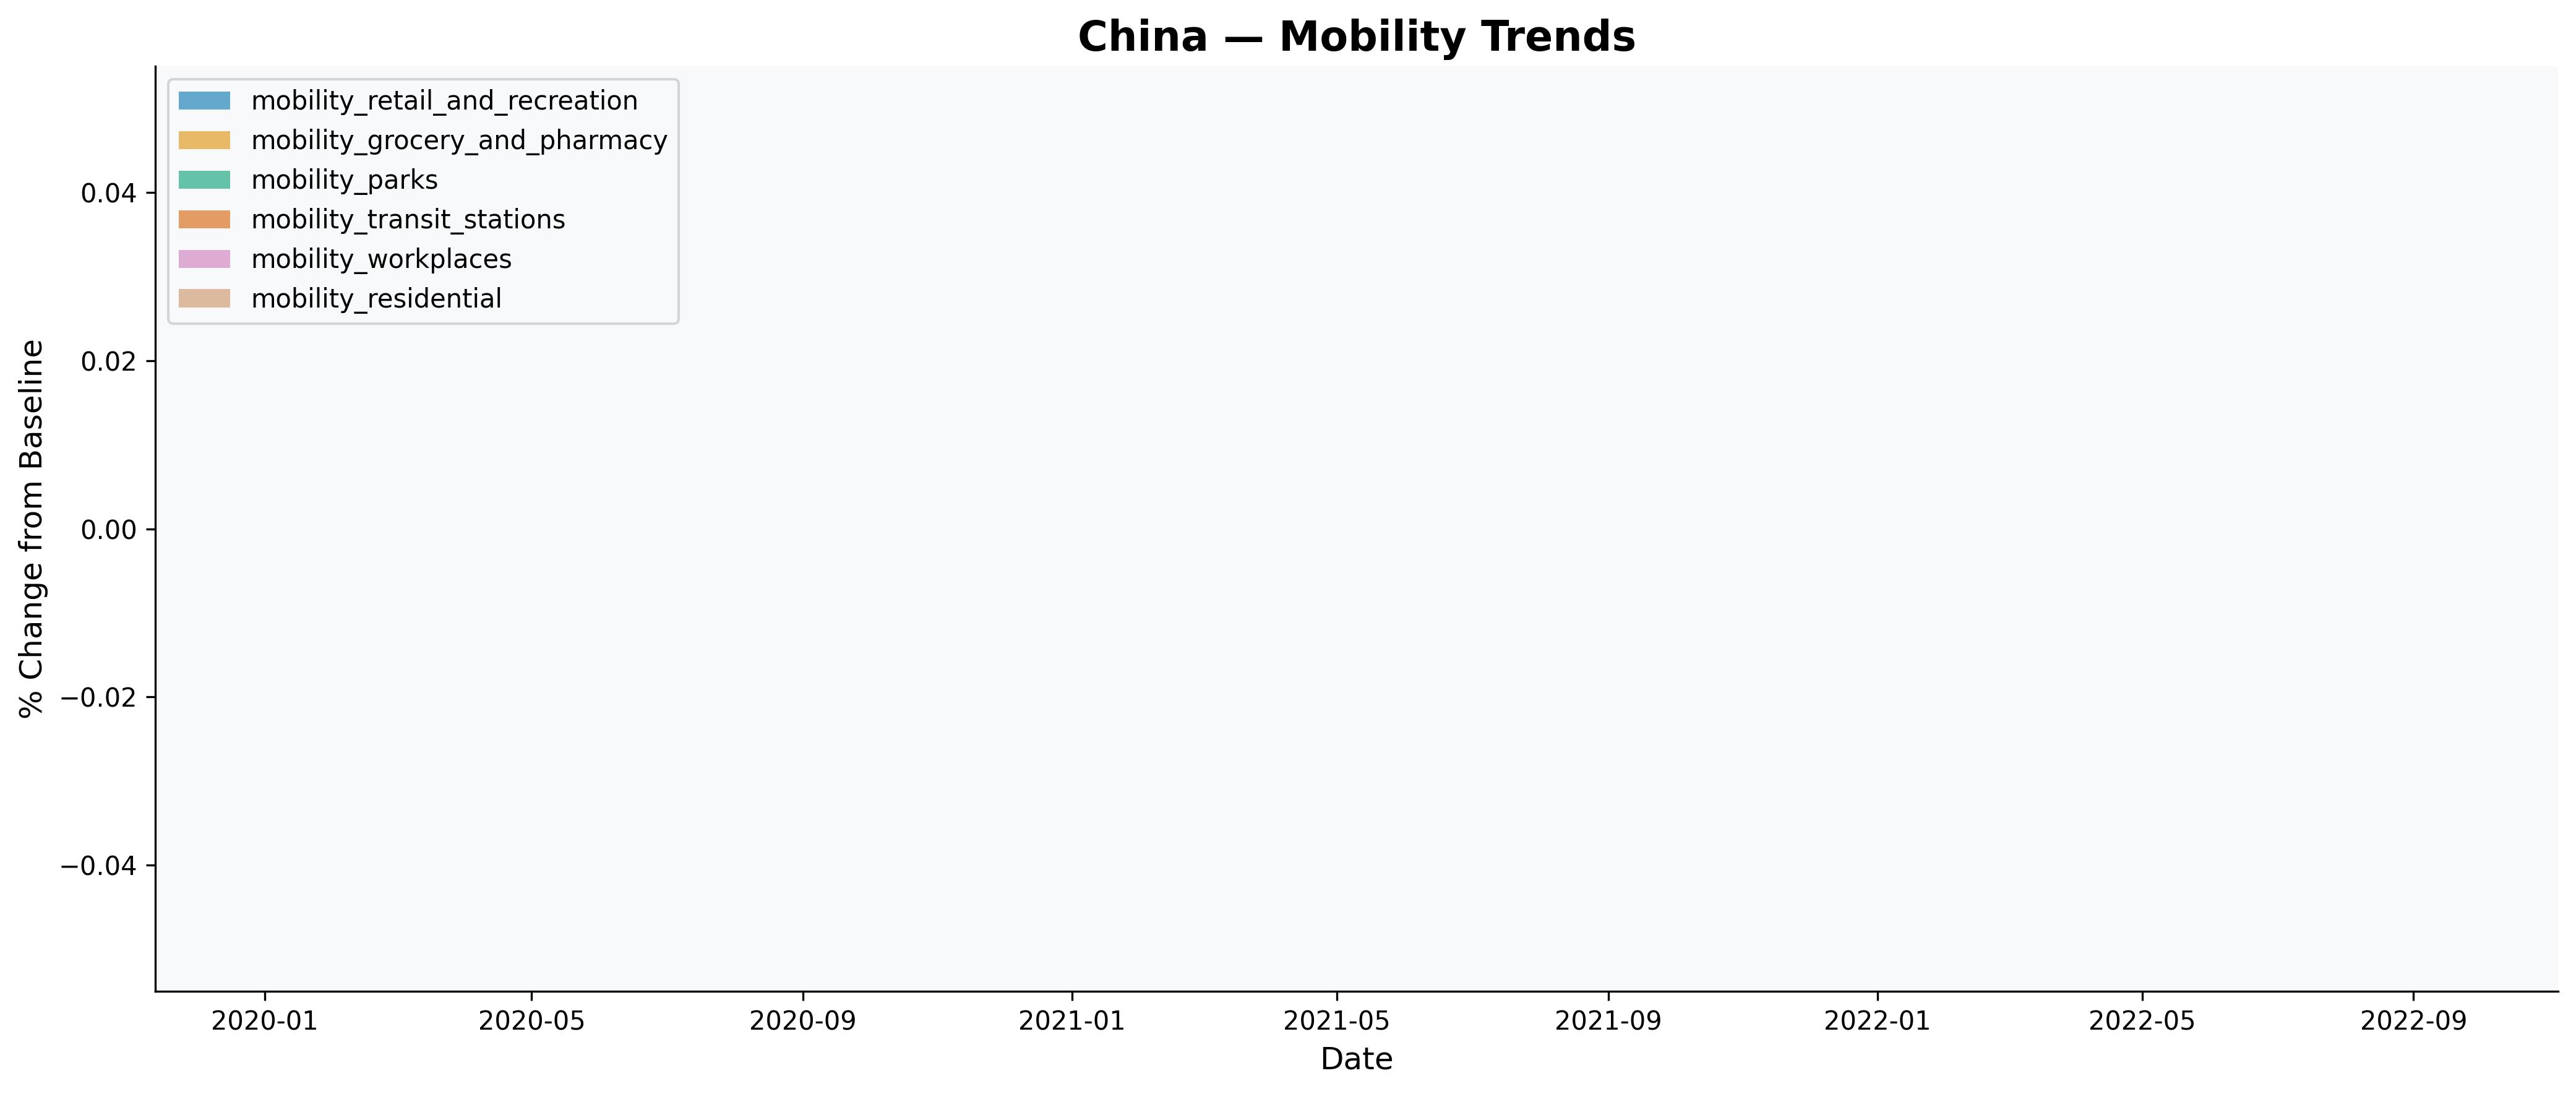 China — Mobility Trends
mobility_retail_and_recreation
mobility_grocery_and_pharmacy
mobility_parks
mobility_transit_stations
mobility_workplaces
mobility_residential
% Change from Baseline
0.04
0.02
0.00
−0.02
−0.04
2020-01 2020-05 2020-09 2021-01 2021-05 2021-09 2022-01 2022-05 2022-09
Date